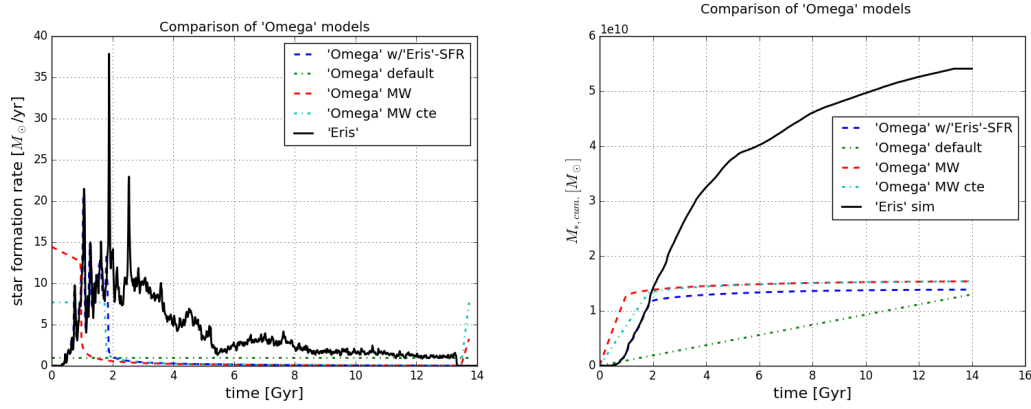 Comparison of 'Omega' models
star formation rate [M⊙/yr]
40
35
30
25
20
15
10
5
0
'Omega' w/'Eris'-SFR
'Omega' default
'Omega' MW
'Omega' MW cte
'Eris'
0 2 4 6 8 10 12 14
time [Gyr]
Comparison of 'Omega' models
1e10
M*,cum. [M⊙]
6
5
4
3
2
1
0
'Omega' w/'Eris'-SFR
'Omega' default
'Omega' MW
'Omega' MW cte
'Eris' sim
0 2 4 6 8 10 12 14 16
time [Gyr]